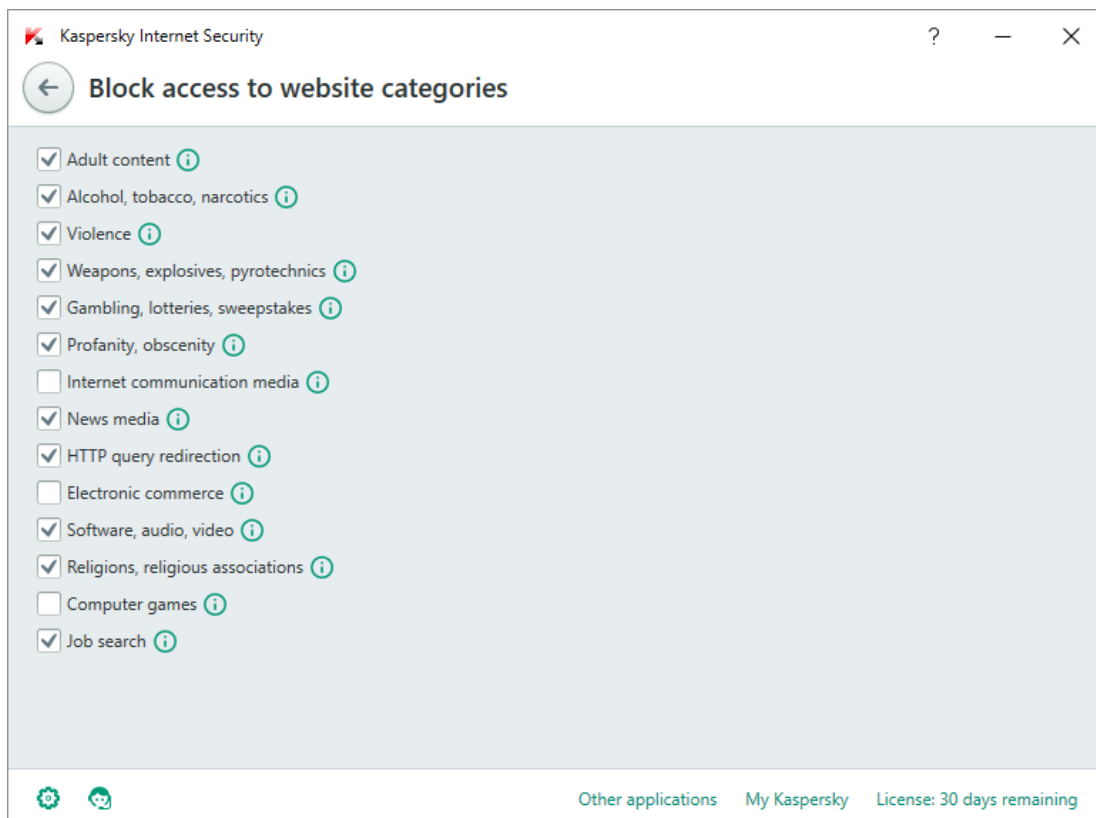 Kaspersky Internet Security ?
Block access to website categories
Adult content
Alcohol, tobacco, narcotics
Violence
Weapons, explosives, pyrotechnics
Gambling, lotteries, sweepstakes
Profanity, obscenity
Internet communication media
News media
HTTP query redirection
Electronic commerce
Software, audio, video
Religions, religious associations
Computer games
Job search
Other applications My Kaspersky License: 30 days remaining